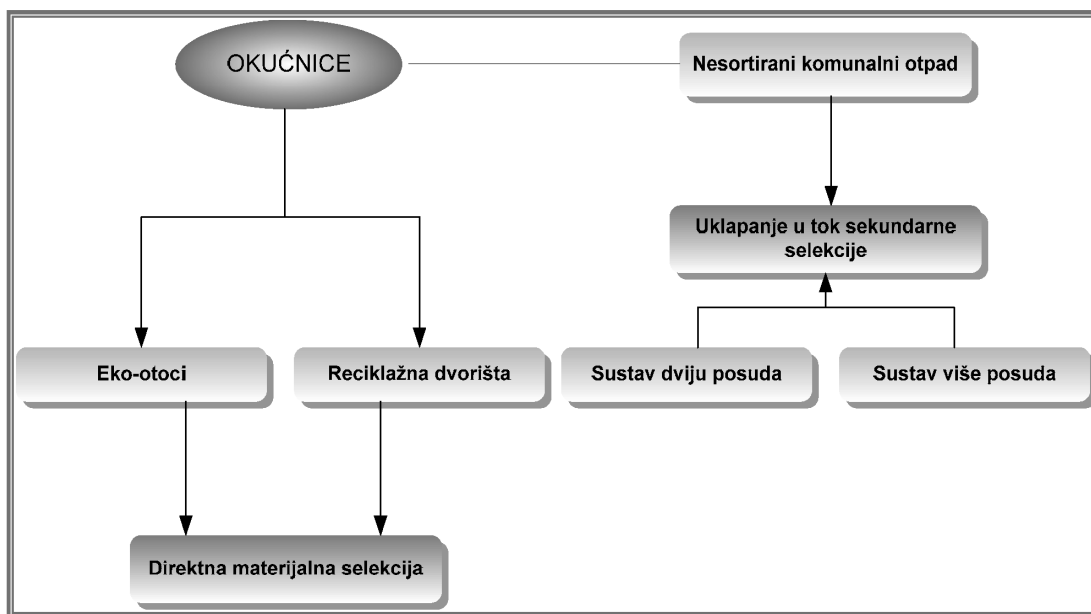 OKUĆNICE
Nesortirani komunalni otpad
Uklapanje u tok sekundarne
selekcije
Eko-otoci
Reciklažna dvorišta
Sustav dviju posuda
Sustav više posuda
Direktna materijalna selekcija